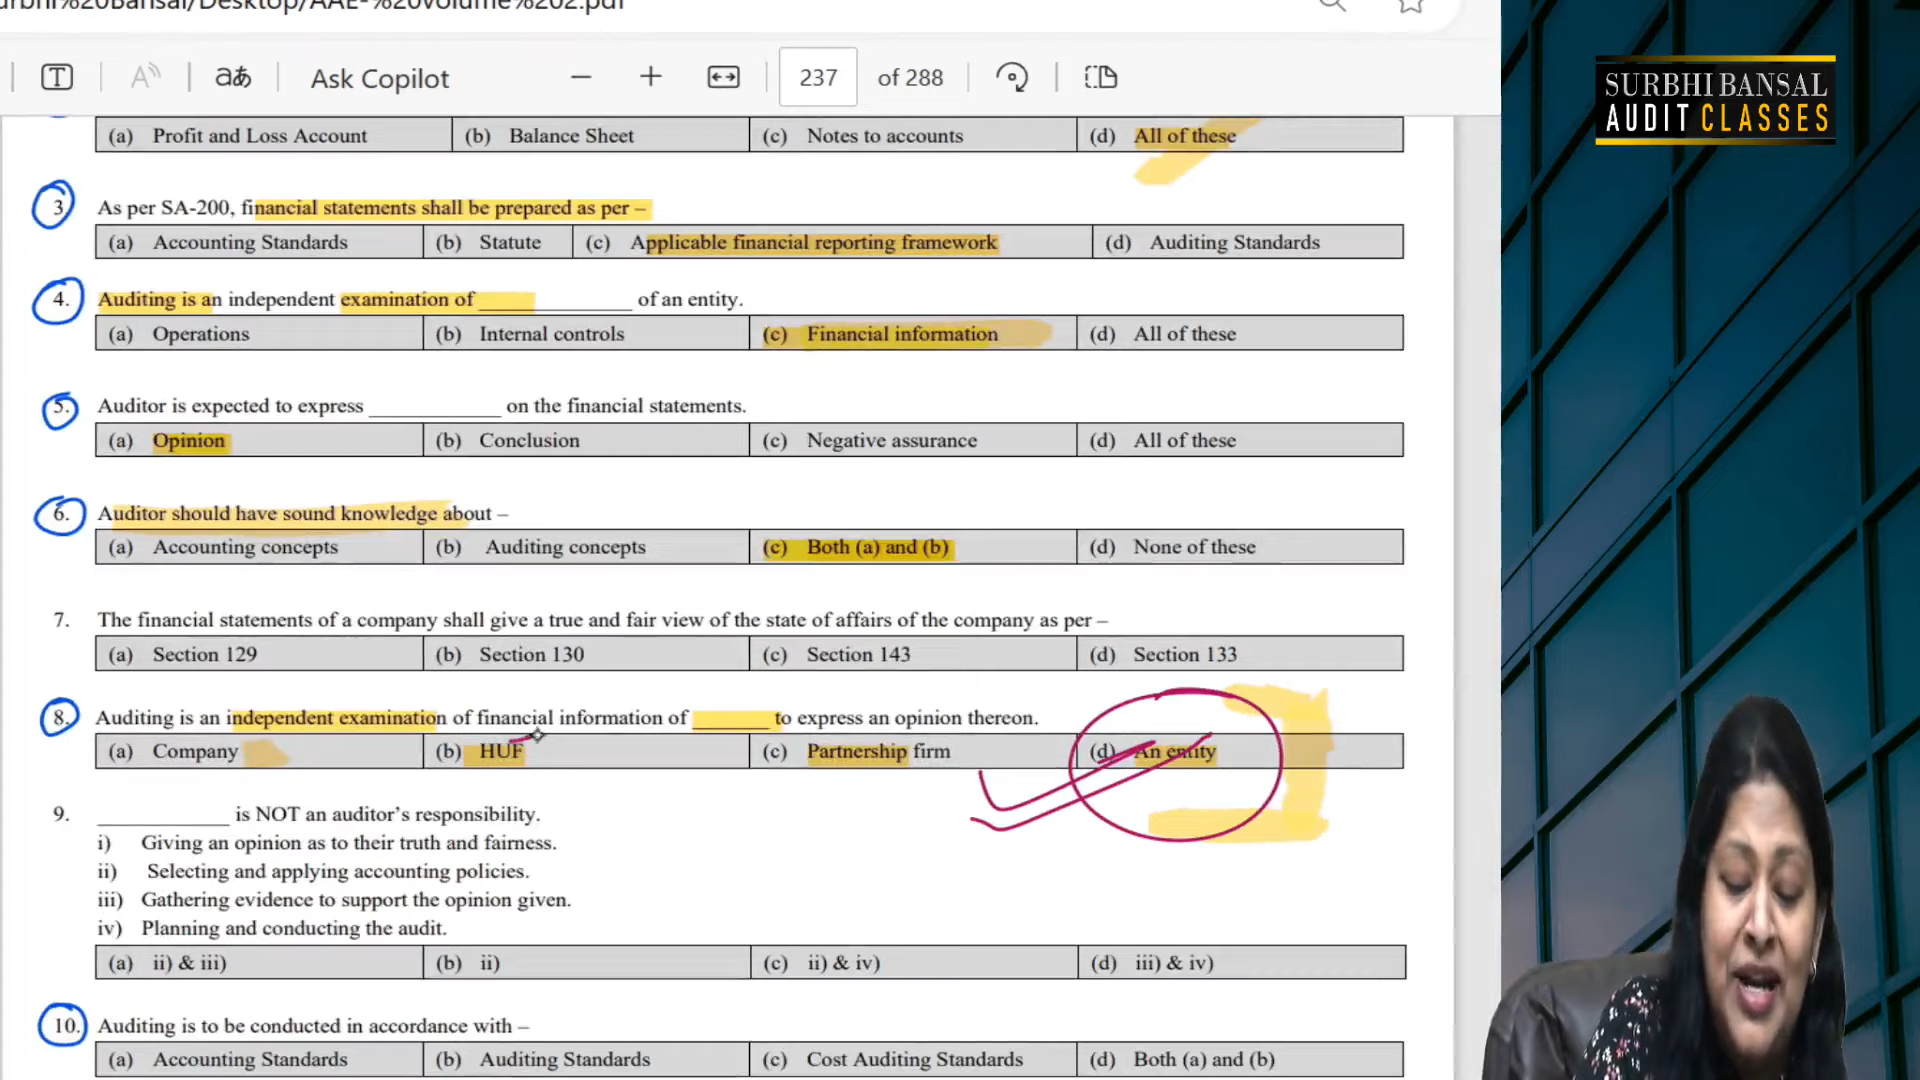 urbhi%20Bansal/Desktop/AAE-%20Volume%202.pdf
aあ Ask Copilot 237 of 288
SURBHI BANSAL
AUDIT CLASSES
(a) Profit and Loss Account (b) Balance Sheet (c) Notes to accounts (d) All of these
3. As per SA-200, financial statements shall be prepared as per –
(a) Accounting Standards (b) Statute (c) Applicable financial reporting framework (d) Auditing Standards
4. Auditing is an independent examination of ______________ of an entity.
(a) Operations (b) Internal controls (c) Financial information (d) All of these
5. Auditor is expected to express ____________ on the financial statements.
(a) Opinion (b) Conclusion (c) Negative assurance (d) All of these
6. Auditor should have sound knowledge about –
(a) Accounting concepts (b) Auditing concepts (c) Both (a) and (b) (d) None of these
7. The financial statements of a company shall give a true and fair view of the state of affairs of the company as per –
(a) Section 129 (b) Section 130 (c) Section 143 (d) Section 133
8. Auditing is an independent examination of financial information of _______ to express an opinion thereon.
(a) Company (b) HUF (c) Partnership firm (d) An entity
9. ____________ is NOT an auditor's responsibility.
i) Giving an opinion as to their truth and fairness.
ii) Selecting and applying accounting policies.
iii) Gathering evidence to support the opinion given.
iv) Planning and conducting the audit.
(a) ii) & iii) (b) ii) (c) ii) & iv) (d) iii) & iv)
10. Auditing is to be conducted in accordance with –
(a) Accounting Standards (b) Auditing Standards (c) Cost Auditing Standards (d) Both (a) and (b)